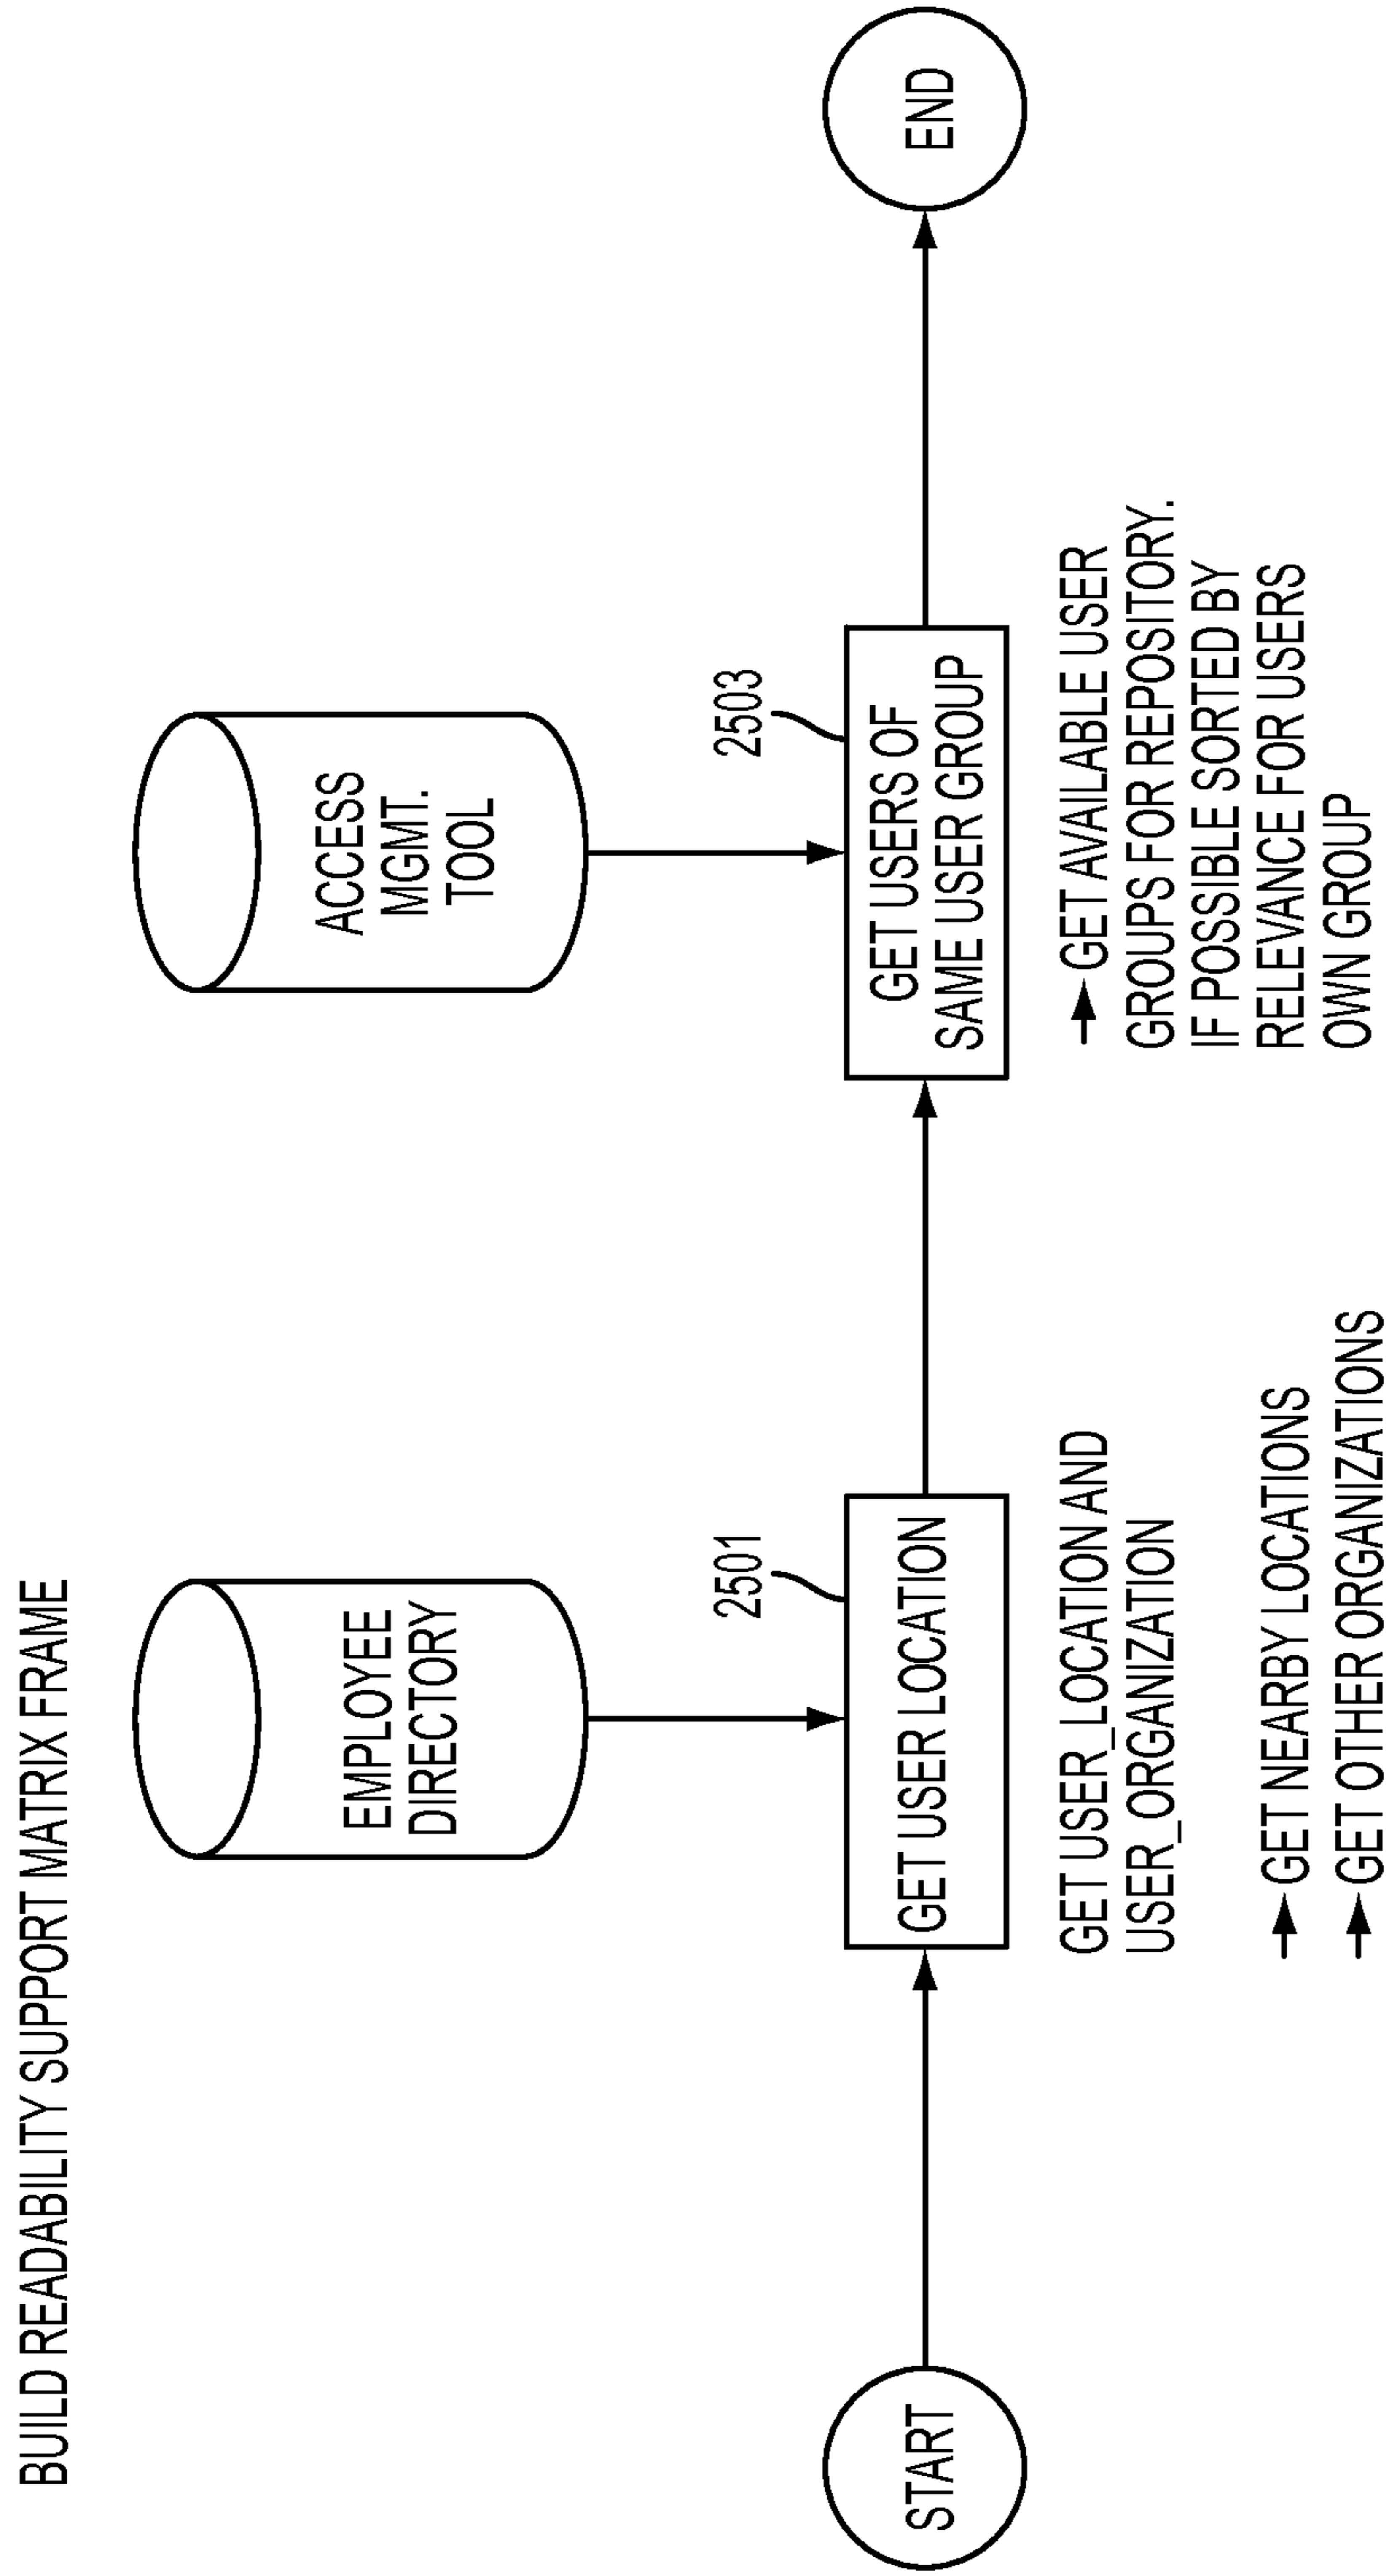 BUILD READABILITY SUPPORT MATRIX FRAME
EMPLOYEE
DIRECTORY
ACCESS
MGMT.
TOOL
2501
2503
START
GET USER LOCATION
GET USERS OF
SAME USER GROUP
END
GET USER_LOCATION AND
USER_ORGANIZATION
GET NEARBY LOCATIONS
GET OTHER ORGANIZATIONS
GET AVAILABLE USER
GROUPS FOR REPOSITORY.
IF POSSIBLE SORTED BY
RELEVANCE FOR USERS
OWN GROUP